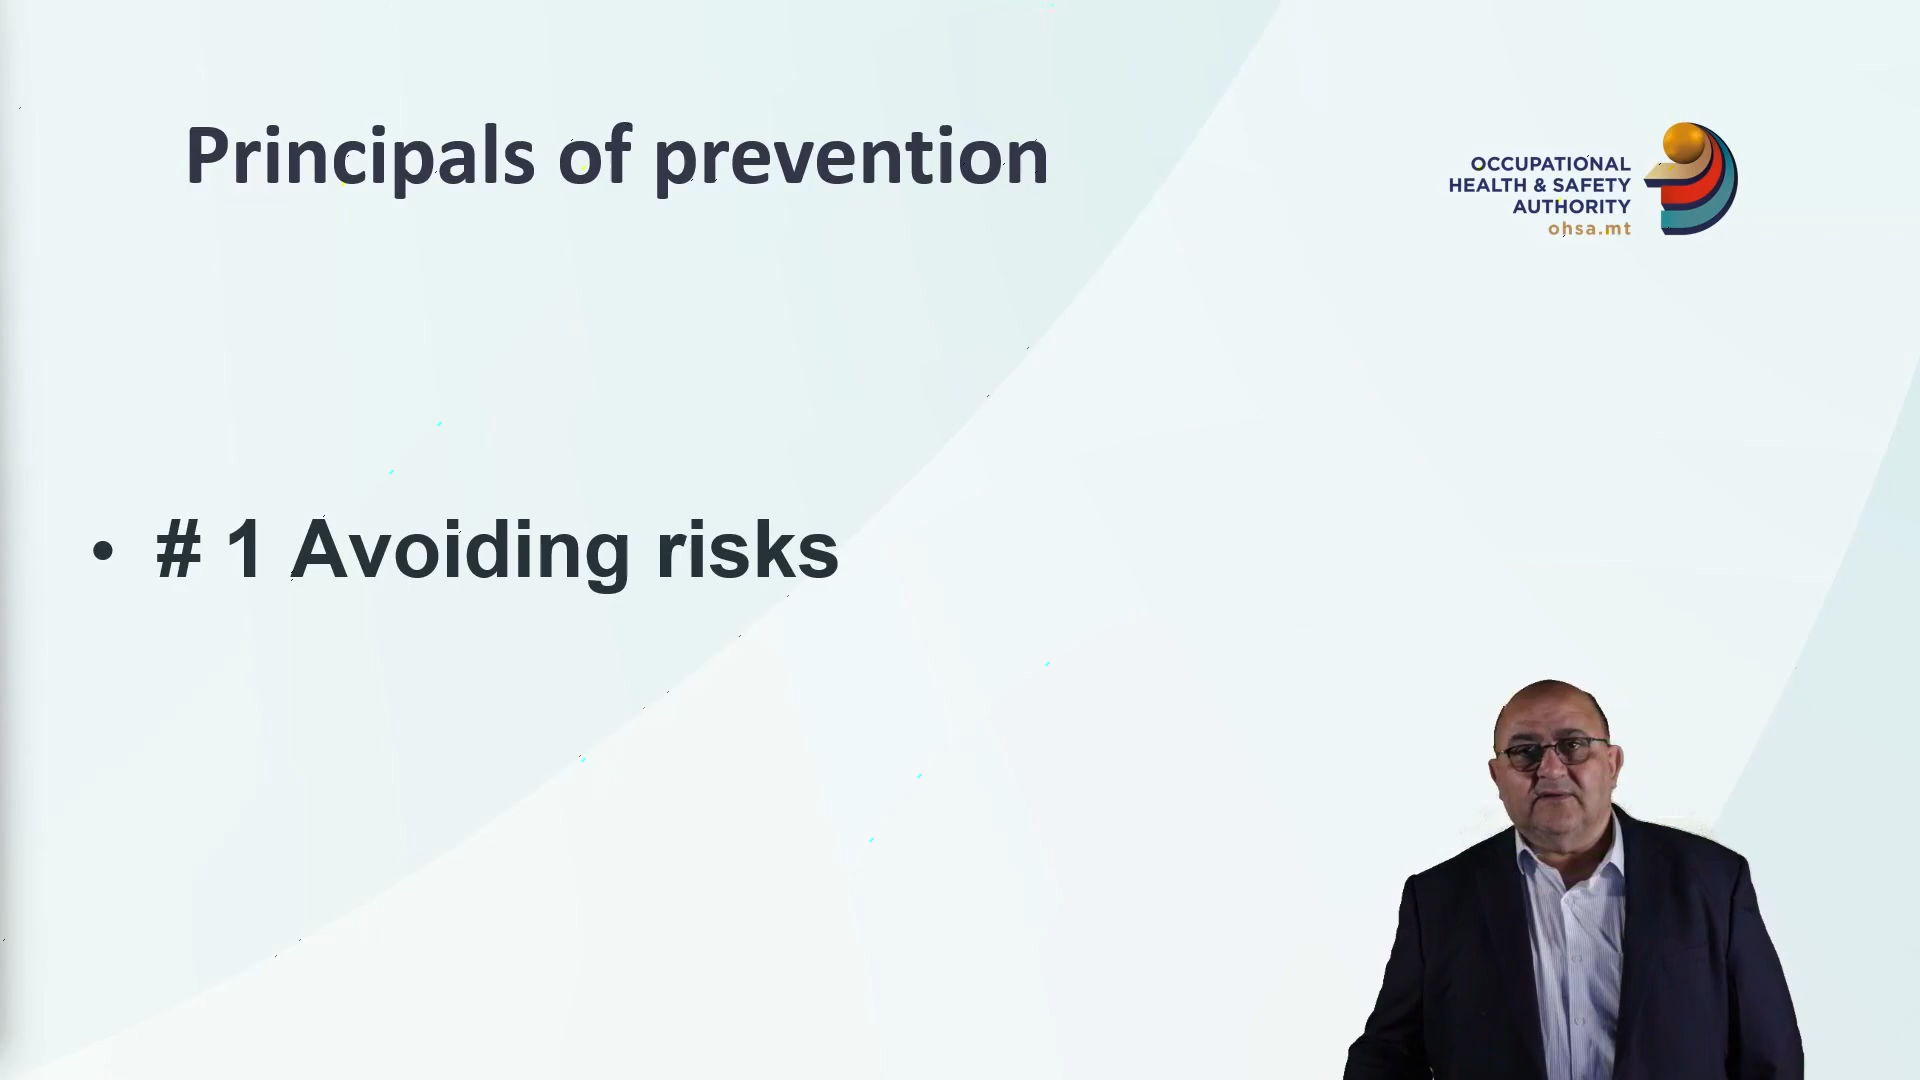 Principals of prevention
OCCUPATIONAL
HEALTH & SAFETY
AUTHORITY
ohsa.mt
• # 1 Avoiding risks